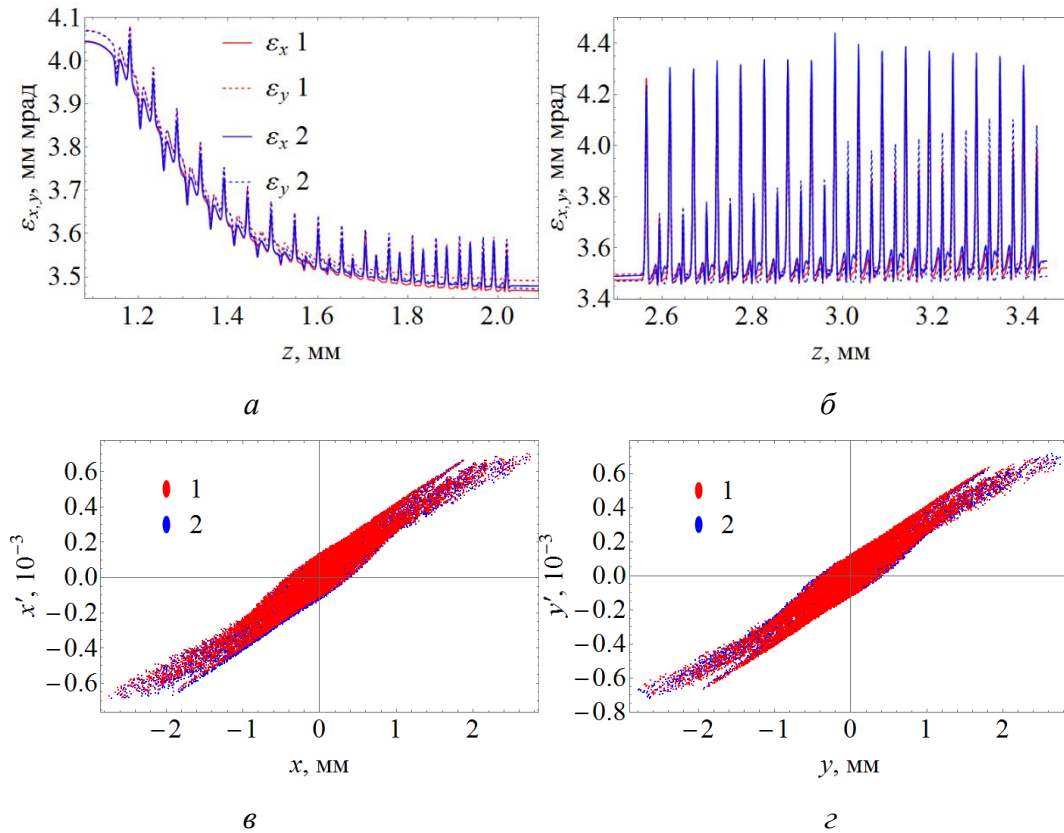 4.1
4.0
3.9
3.8
3.7
3.6
3.5
εx,y, мм мрад
εx 1
εy 1
εx 2
εy 2
1.2 1.4 1.6 1.8 2.0
z, мм
а
4.4
4.2
4.0
3.8
3.6
3.4
εx,y, мм мрад
2.6 2.8 3.0 3.2 3.4
z, мм
б
0.6
0.4
0.2
0.0
−0.2
−0.4
−0.6
x′, 10−3
1
2
−2 −1 0 1 2
x, мм
в
0.6
0.4
0.2
0.0
−0.2
−0.4
−0.6
−0.8
y′, 10−3
1
2
−2 −1 0 1 2
y, мм
г